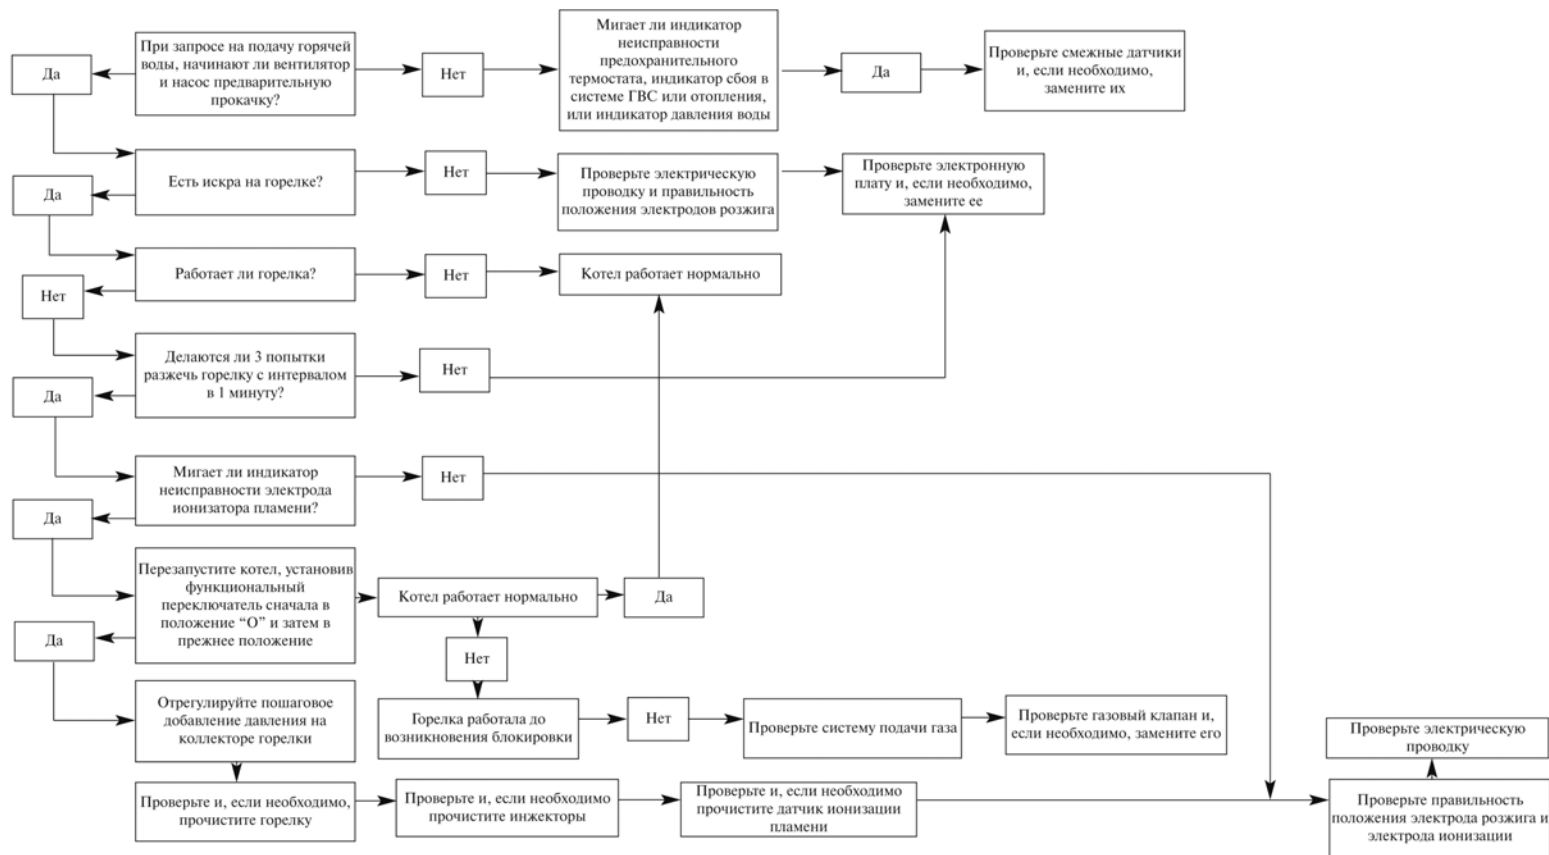 При запросе на подачу горячей
воды, начинают ли вентилятор
и насос предварительную
прокачку?
Да
Нет
Мигает ли индикатор
неисправности
предохранительного
термостата, индикатор сбоя в
системе ГВС или отопления,
или индикатор давления воды
Да
Проверьте смежные датчики
и, если необходимо,
замените их
Есть искра на горелке?
Да
Нет
Проверьте электрическую
проводку и правильность
положения электродов розжига
Проверьте электронную
плату и, если необходимо,
замените ее
Работает ли горелка?
Нет
Нет
Котел работает нормально
Делаются ли 3 попытки
разжечь горелку с интервалом
в 1 минуту?
Да
Нет
Мигает ли индикатор
неисправности электрода
ионизатора пламени?
Да
Нет
Перезапустите котел, установив
функциональный
переключатель сначала в
положение “О” и затем в
прежнее положение
Да
Котел работает нормально
Да
Нет
Отрегулируйте пошаговое
добавление давления на
коллекторе горелки
Горелка работала до
возникновения блокировки
Нет
Проверьте систему подачи газа
Проверьте газовый клапан и,
если необходимо, замените его
Проверьте электрическую
проводку
Проверьте и, если необходимо,
прочистите горелку
Проверьте и, если необходимо
прочистите инжекторы
Проверьте и, если необходимо
прочистите датчик ионизации
пламени
Проверьте правильность
положения электрода розжига и
электрода ионизации